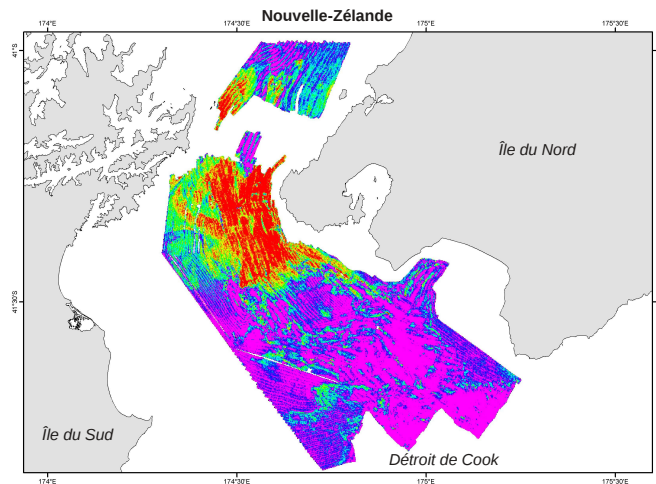 Nouvelle-Zélande
174°E
174°30'E
175°E
175°30'E
41°S
Île du Nord
41°30'S
Île du Sud
Détroit de Cook
174°E
174°30'E
175°E
175°30'E